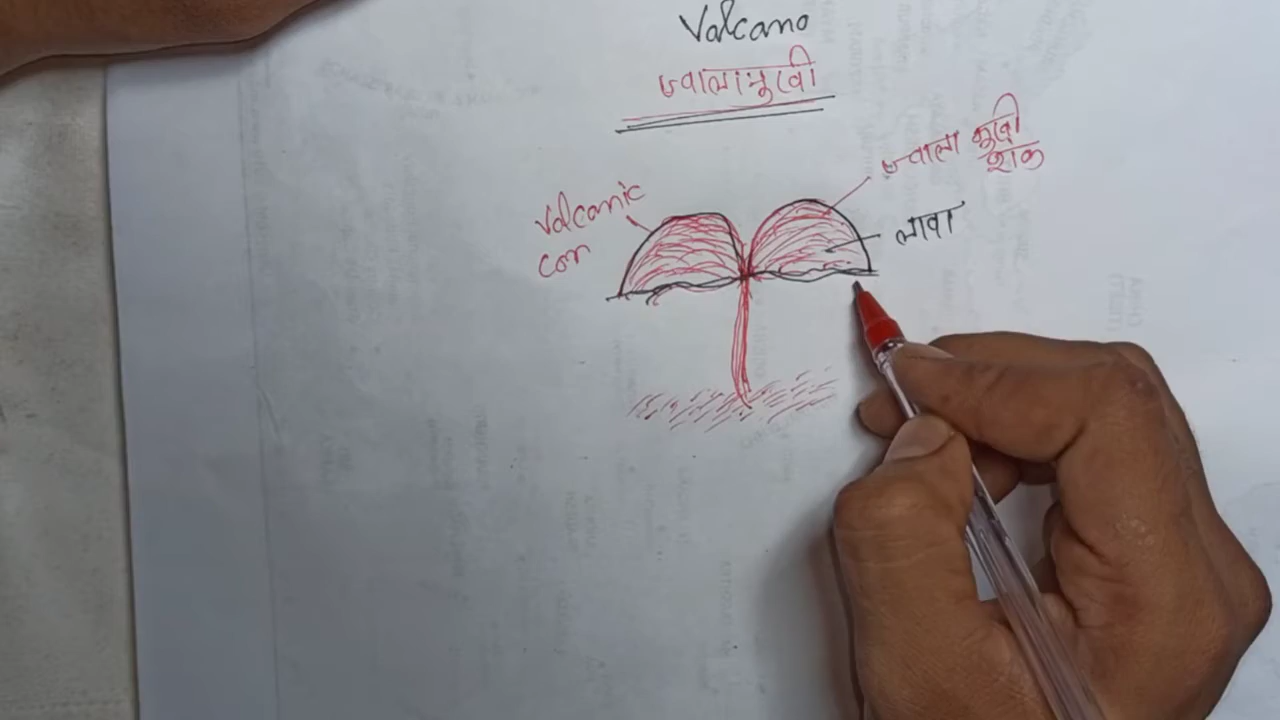 Valcano
ज्वालामुखी
ज्वाला मुखी
शंकु
Valcanic
con
लावा